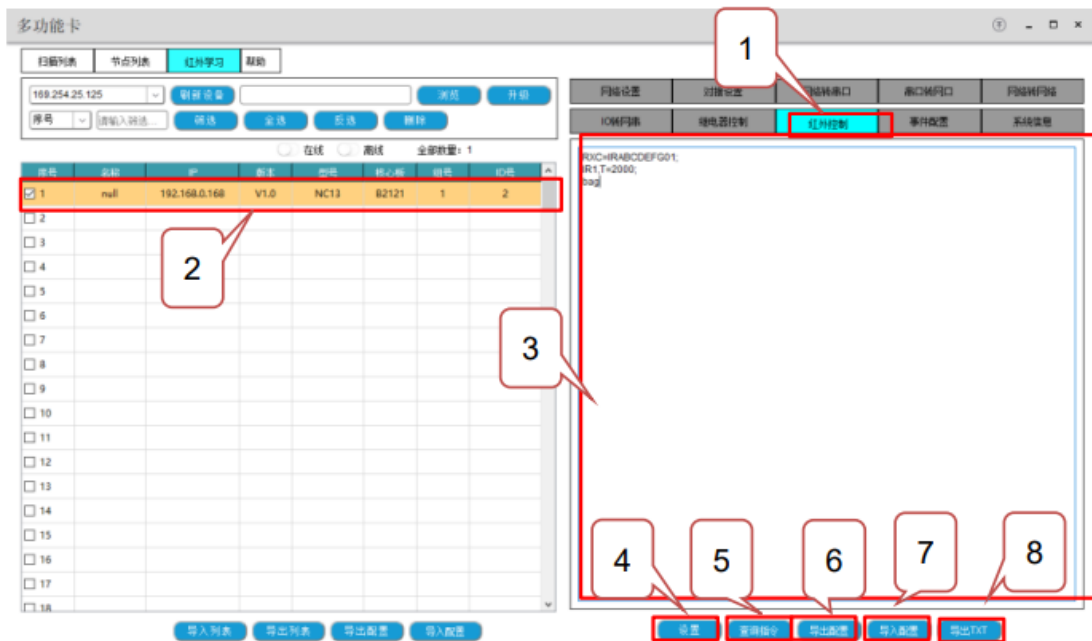 多功能卡
扫描列表 节点列表 红外学习 帮助
169.254.25.125 刷新设备 浏览 升级
序号 请输入筛选... 筛选 全选 反选 删除
在线 离线 全部数量：1
序号 名称 IP 版本 型号 核心板 组号 ID号
1 null 192.168.0.168 V1.0 NC13 B2121 1 2
2
3
4
5
6
7
8
9
10
11
12
13
14
15
16
17
18
导入列表 导出列表 导出配置 导入配置
网络设置 对接设置 网络转串口 串口转网口 网络转网络
IO转网串 继电器控制 红外控制 事件配置 系统信息
RXC=IRABCDEFG01;
IR1,T=2000;
bag
设置 查询指令 导出配置 导入配置 导出TXT
1
2
3
4
5
6
7
8